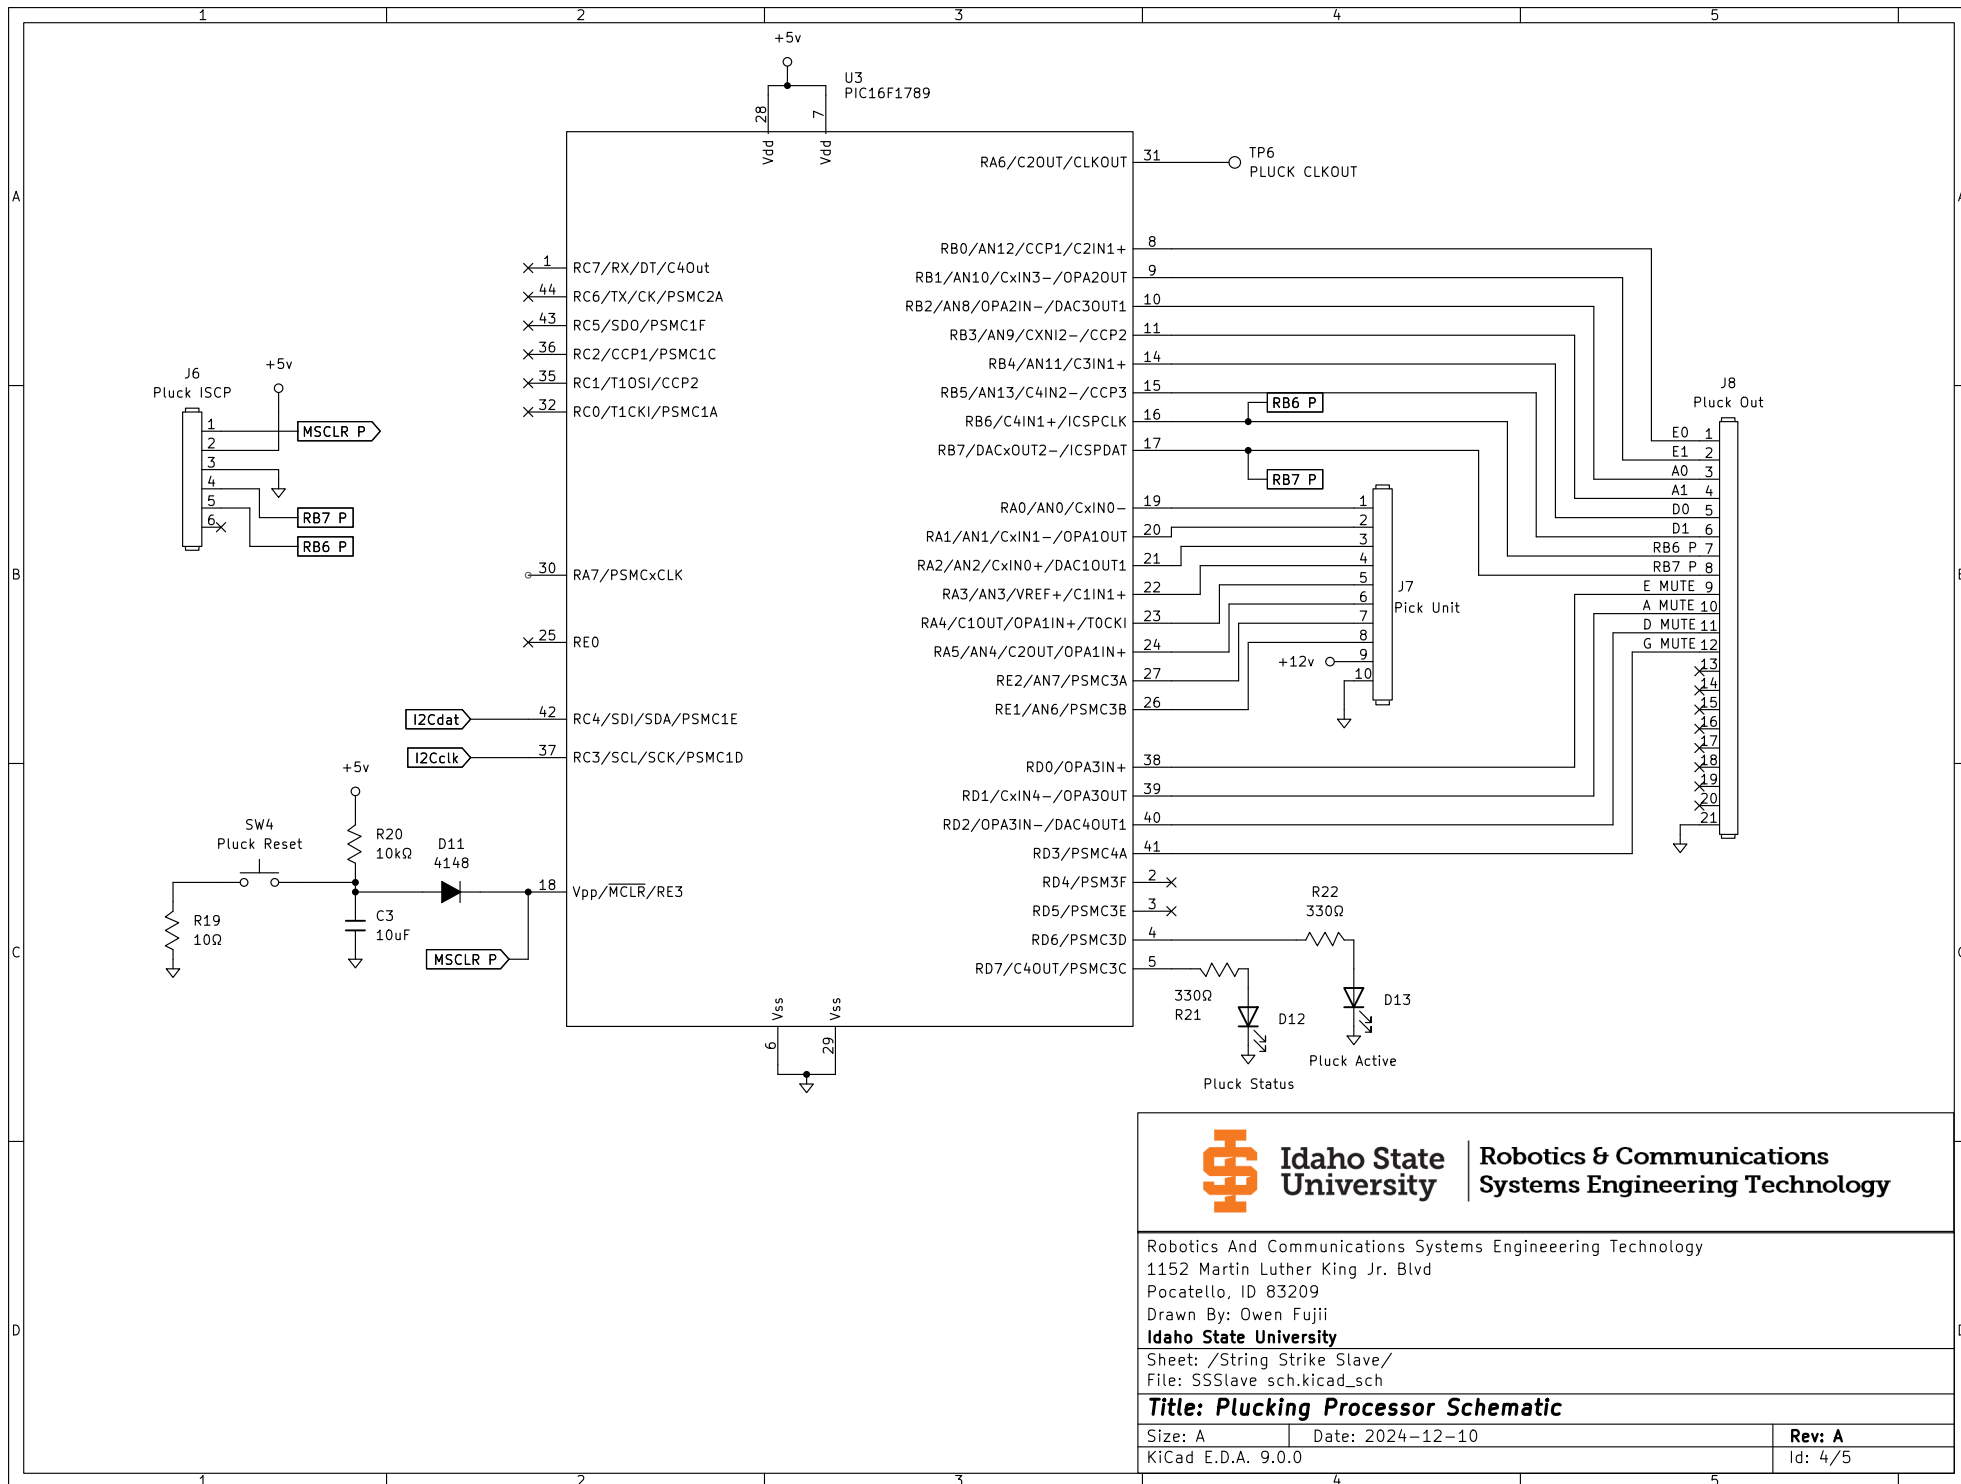 1 2 3 4 5
A
B
C
D
+5v
U3
PIC16F1789
28
7
Vdd
Vdd
RA6/C2OUT/CLKOUT 31
TP6
PLUCK CLKOUT
1 RC7/RX/DT/C4Out
44 RC6/TX/CK/PSMC2A
43 RC5/SDO/PSMC1F
36 RC2/CCP1/PSMC1C
35 RC1/T1OSI/CCP2
32 RC0/T1CKI/PSMC1A
30 RA7/PSMCxCLK
25 RE0
42 RC4/SDI/SDA/PSMC1E
37 RC3/SCL/SCK/PSMC1D
18 Vpp/MCLR/RE3
RB0/AN12/CCP1/C2IN1+ 8
RB1/AN10/CxIN3-/OPA2OUT 9
RB2/AN8/OPA2IN-/DAC3OUT1 10
RB3/AN9/CXNI2-/CCP2 11
RB4/AN11/C3IN1+ 14
RB5/AN13/C4IN2-/CCP3 15
RB6/C4IN1+/ICSPCLK 16
RB7/DACxOUT2-/ICSPDAT 17
RA0/AN0/CxIN0- 19
RA1/AN1/CxIN1-/OPA1OUT 20
RA2/AN2/CxIN0+/DAC1OUT1 21
RA3/AN3/VREF+/C1IN1+ 22
RA4/C1OUT/OPA1IN+/T0CKI 23
RA5/AN4/C2OUT/OPA1IN+ 24
RE2/AN7/PSMC3A 27
RE1/AN6/PSMC3B 26
RD0/OPA3IN+ 38
RD1/CxIN4-/OPA3OUT 39
RD2/OPA3IN-/DAC4OUT1 40
RD3/PSMC4A 41
RD4/PSM3F 2
RD5/PSMC3E 3
RD6/PSMC3D 4
RD7/C4OUT/PSMC3C 5
Vss
Vss
6
29
J6
Pluck ISCP
+5v
1
2
3
4
5
6
MSCLR P
RB7 P
RB6 P
I2Cdat
I2Cclk
+5v
SW4
Pluck Reset
R20
10kΩ
D11
4148
R19
10Ω
C3
10uF
MSCLR P
RB6 P
RB7 P
1
2
3
4
5
6
7
8
9
10
+12v
J7
Pick Unit
J8
Pluck Out
E0 1
E1 2
A0 3
A1 4
D0 5
D1 6
RB6 P 7
RB7 P 8
E MUTE 9
A MUTE 10
D MUTE 11
G MUTE 12
13
14
15
16
17
18
19
20
21
R22
330Ω
330Ω
R21
D12
D13
Pluck Active
Pluck Status
Idaho State
University
Robotics & Communications
Systems Engineering Technology
Robotics And Communications Systems Engineeering Technology
1152 Martin Luther King Jr. Blvd
Pocatello, ID 83209
Drawn By: Owen Fujii
Idaho State University
Sheet: /String Strike Slave/
File: SSSlave sch.kicad_sch
Title: Plucking Processor Schematic
Size: A Date: 2024-12-10 Rev: A
KiCad E.D.A. 9.0.0 Id: 4/5
1 2 3 4 5